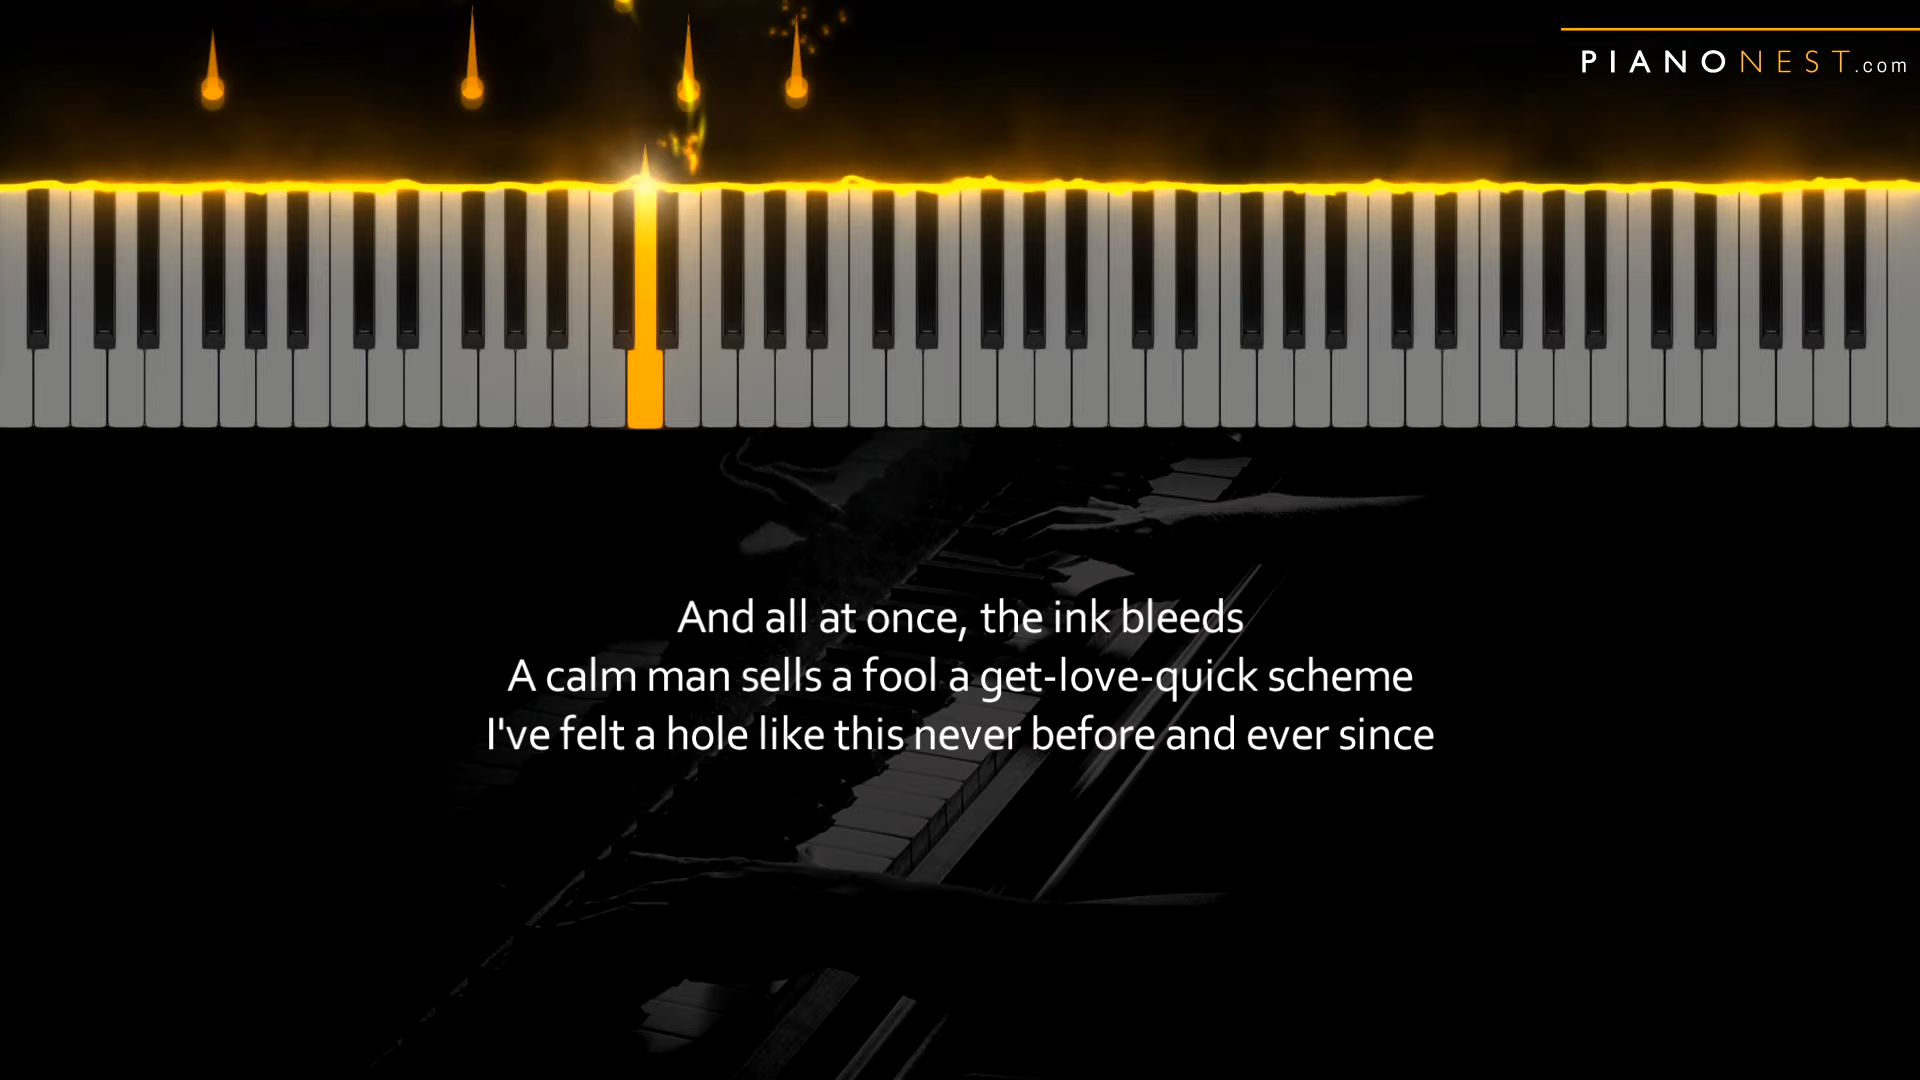 PIANONEST.com
And all at once, the ink bleeds
A calm man sells a fool a get-love-quick scheme
I've felt a hole like this never before and ever since